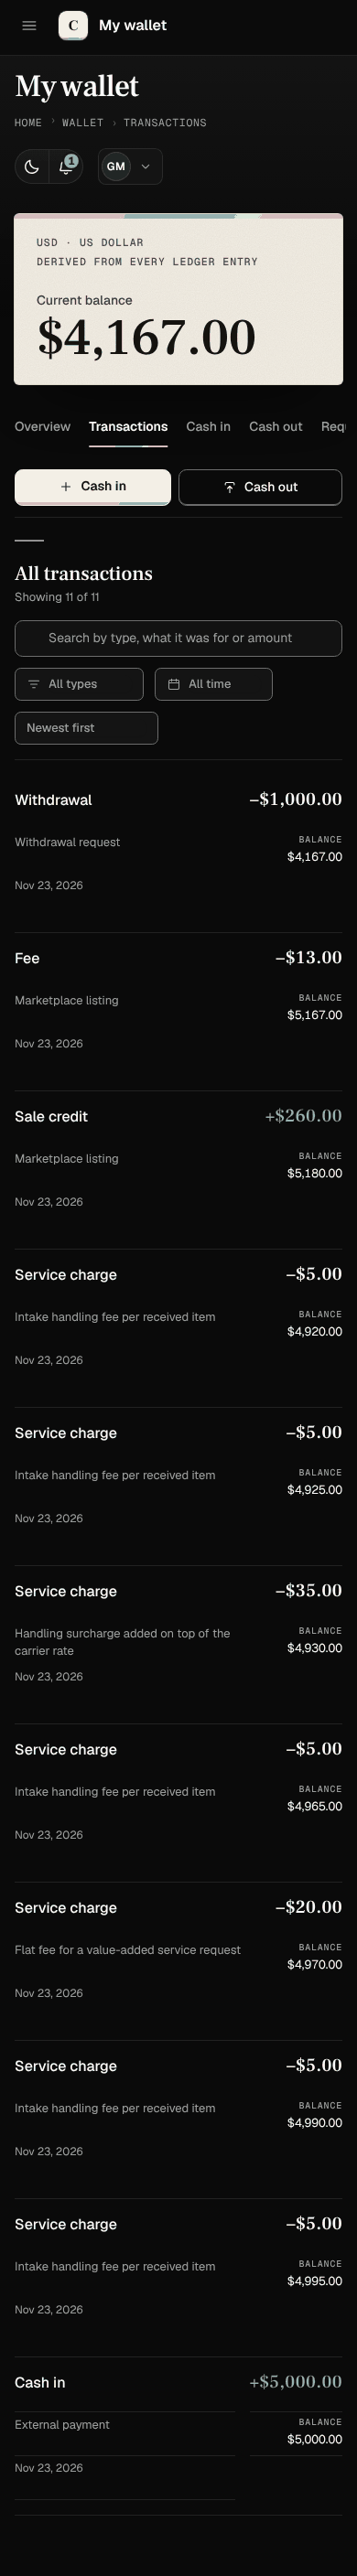 C My wallet
My wallet
HOME › WALLET › TRANSACTIONS
1
GM
USD · US DOLLAR
DERIVED FROM EVERY LEDGER ENTRY
Current balance
$4,167.00
Overview Transactions Cash in Cash out Requ
+ Cash in Cash out
All transactions
Showing 11 of 11
Search by type, what it was for or amount
All types All time
Newest first
Withdrawal –$1,000.00
Withdrawal request BALANCE
$4,167.00
Nov 23, 2026
Fee –$13.00
Marketplace listing BALANCE
$5,167.00
Nov 23, 2026
Sale credit +$260.00
Marketplace listing BALANCE
$5,180.00
Nov 23, 2026
Service charge –$5.00
Intake handling fee per received item BALANCE
$4,920.00
Nov 23, 2026
Service charge –$5.00
Intake handling fee per received item BALANCE
$4,925.00
Nov 23, 2026
Service charge –$35.00
Handling surcharge added on top of the BALANCE
carrier rate $4,930.00
Nov 23, 2026
Service charge –$5.00
Intake handling fee per received item BALANCE
$4,965.00
Nov 23, 2026
Service charge –$20.00
Flat fee for a value-added service request BALANCE
$4,970.00
Nov 23, 2026
Service charge –$5.00
Intake handling fee per received item BALANCE
$4,990.00
Nov 23, 2026
Service charge –$5.00
Intake handling fee per received item BALANCE
$4,995.00
Nov 23, 2026
Cash in +$5,000.00
External payment BALANCE
$5,000.00
Nov 23, 2026